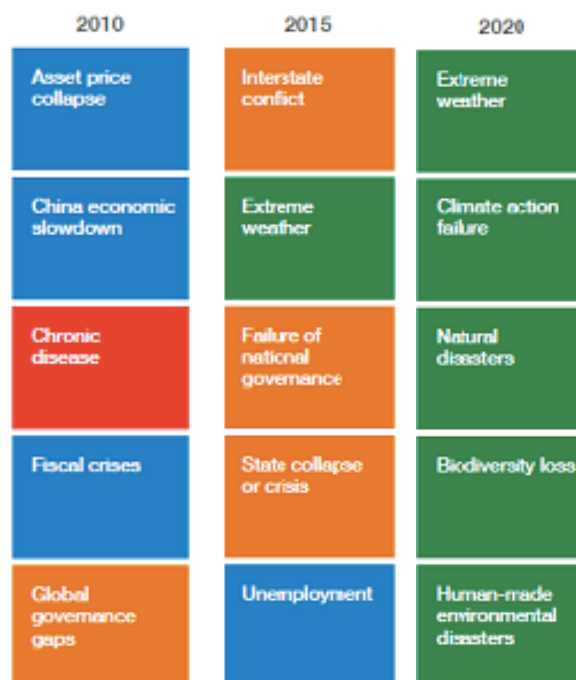 2010
2015
2020
Asset price
collapse
Interstate
conflict
Extreme
weather
China economic
slowdown
Extreme
weather
Climate action
failure
Chronic
disease
Failure of
national
governance
Natural
disasters
Fiscal crises
State collapse
or crisis
Biodiversity loss
Global
governance
gaps
Unemployment
Human-made
environmental
disasters